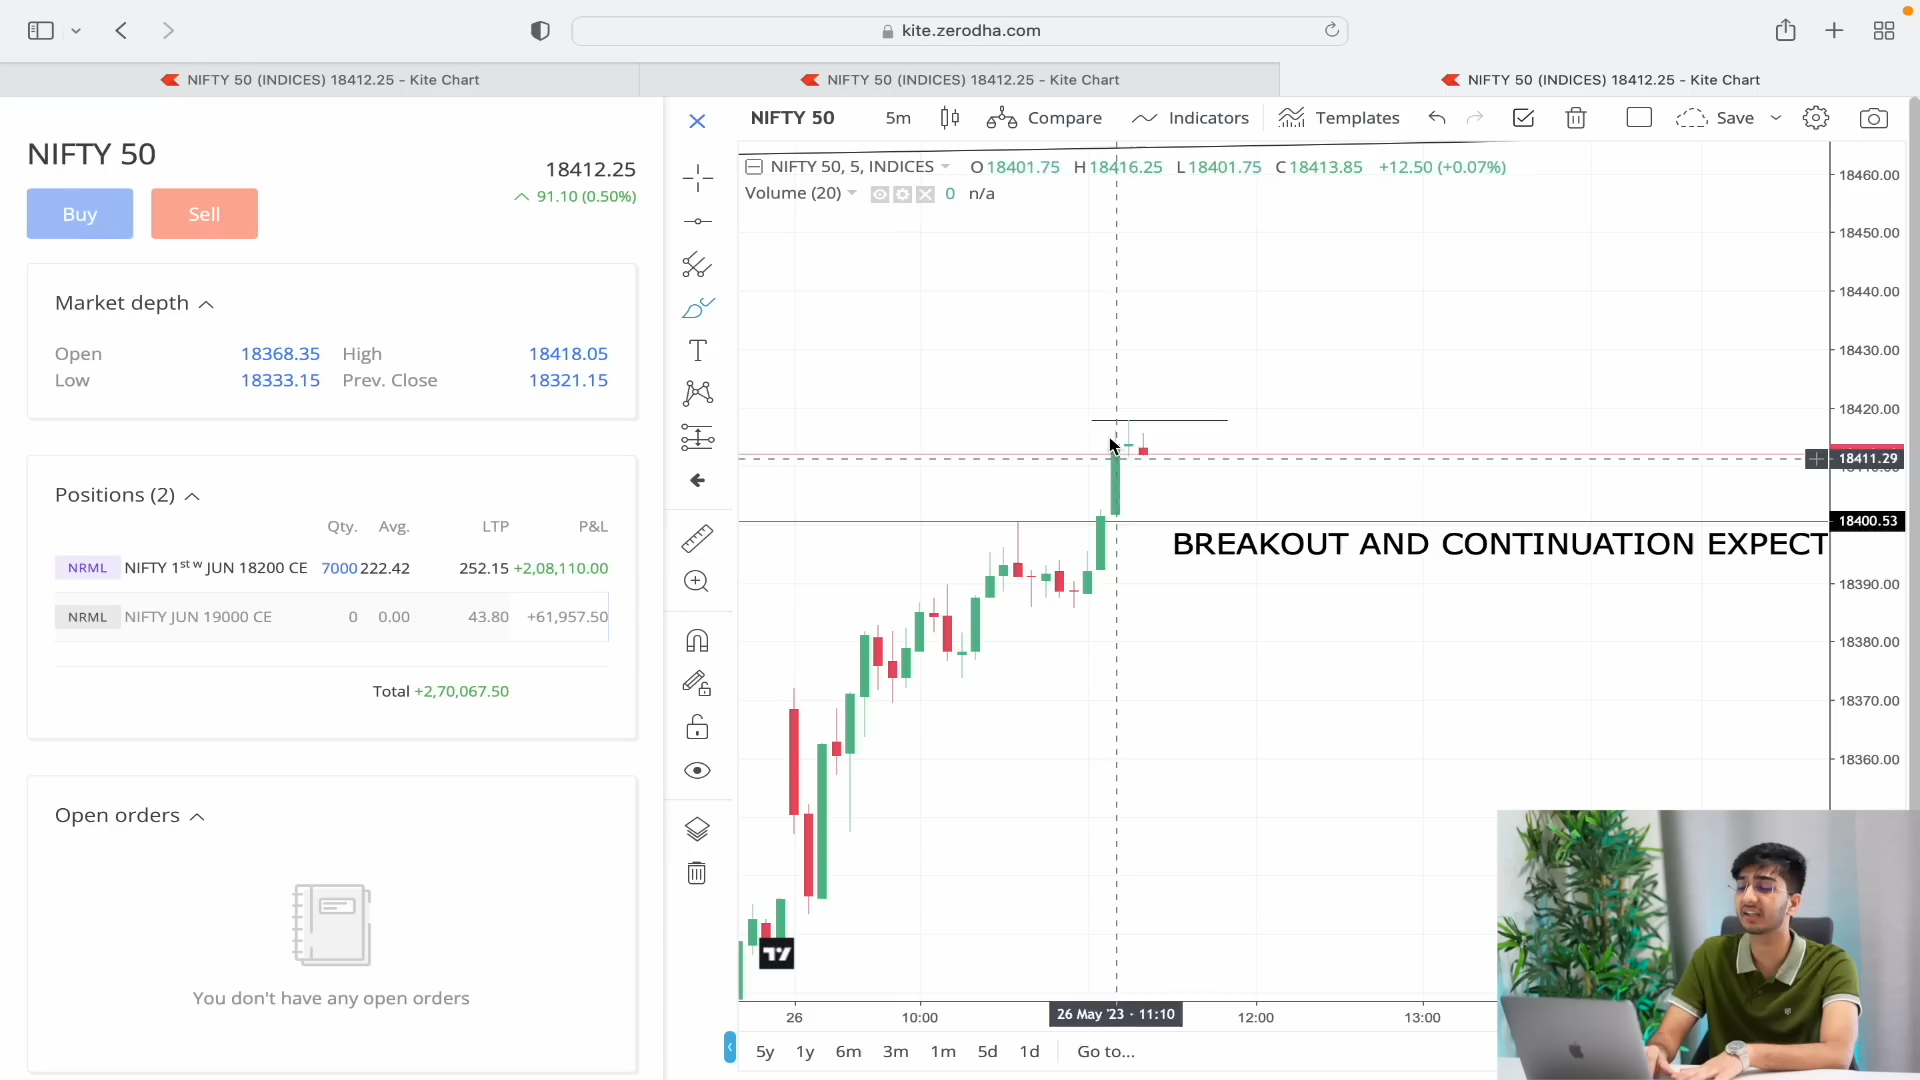 kite.zerodha.com
NIFTY 50 (INDICES) 18412.25 - Kite Chart
NIFTY 50 (INDICES) 18412.25 - Kite Chart
NIFTY 50 (INDICES) 18412.25 - Kite Chart
NIFTY 50
18412.25
91.10 (0.50%)
Buy
Sell
Market depth
Open 18368.35 High 18418.05
Low 18333.15 Prev. Close 18321.15
Positions (2)
Qty. Avg. LTP P&L
NRML NIFTY 1st w JUN 18200 CE 7000 222.42 252.15 +2,08,110.00
NRML NIFTY JUN 19000 CE 0 0.00 43.80 +61,957.50
Total +2,70,067.50
Open orders
You don't have any open orders
NIFTY 50 5m Compare Indicators Templates Save
NIFTY 50, 5, INDICES O 18401.75 H 18416.25 L 18401.75 C 18413.85 +12.50 (+0.07%)
Volume (20) 0 n/a
18460.00
18450.00
18440.00
18430.00
18420.00
18411.29
18400.53
BREAKOUT AND CONTINUATION EXPECT
18390.00
18380.00
18370.00
18360.00
26 10:00 26 May '23 · 11:10 12:00 13:00
5y 1y 6m 3m 1m 5d 1d Go to...